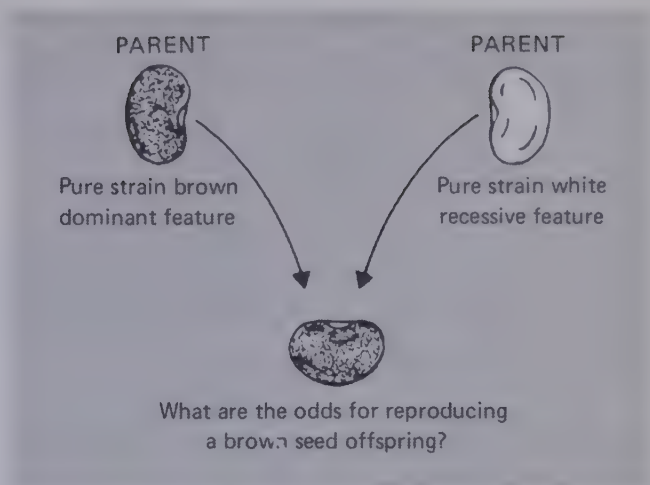 PARENT
PARENT
Pure strain brown
dominant feature
Pure strain white
recessive feature
What are the odds for reproducing
a brown seed offspring?